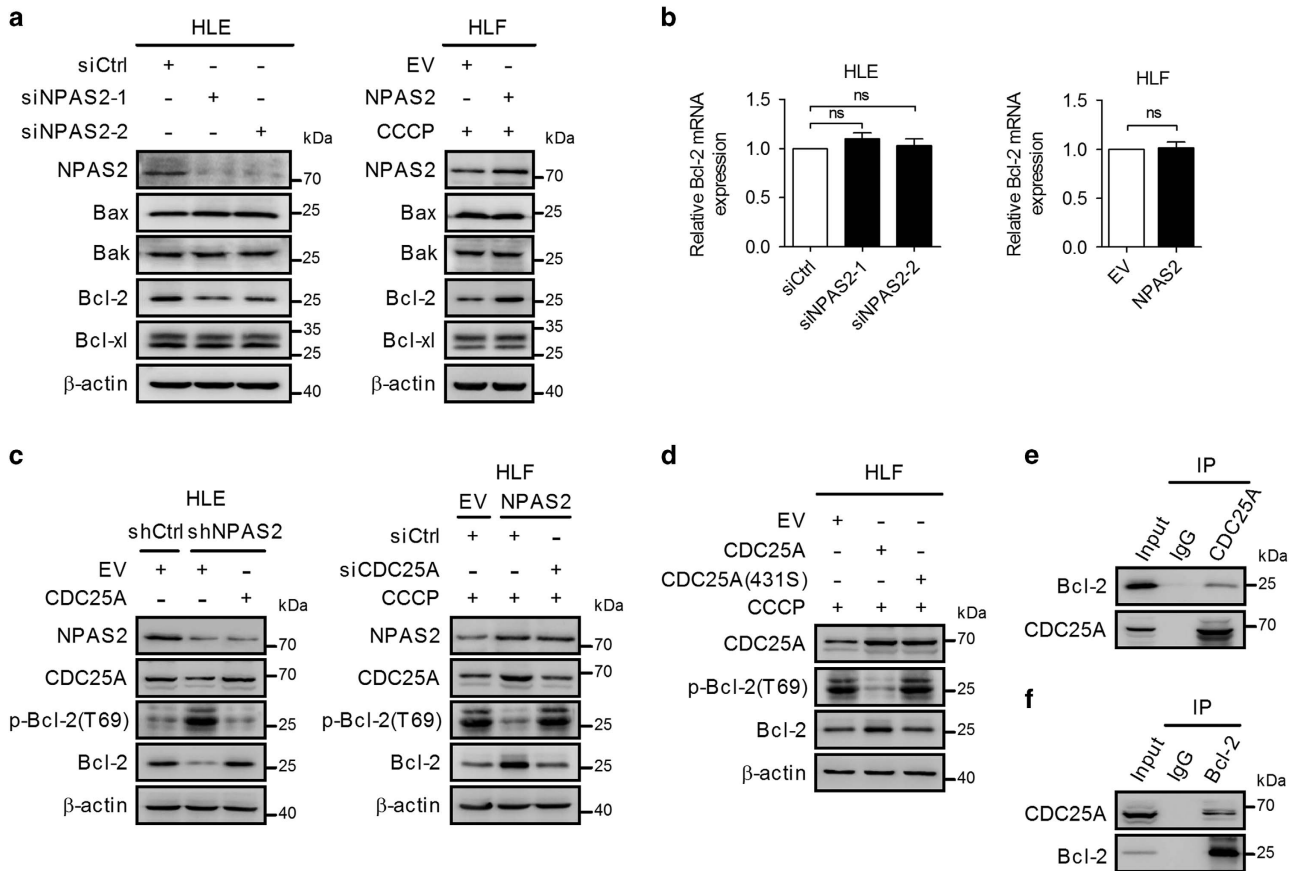 a
HLE
siCtrl + - -
siNPAS2-1 - + -
siNPAS2-2 - - + kDa
NPAS2 70
Bax 25
Bak 25
Bcl-2 25
Bcl-xl 35
25
β-actin 40
HLF
EV + -
NPAS2 - +
CCCP + + kDa
NPAS2 70
Bax 25
Bak 25
Bcl-2 25
Bcl-xl 35
25
β-actin 40
b
HLE
Relative Bcl-2 mRNA
expression
1.5
1.0
0.5
0.0
ns
ns
siCtrl
siNPAS2-1
siNPAS2-2
HLF
Relative Bcl-2 mRNA
expression
1.5
1.0
0.5
0.0
ns
EV
NPAS2
c
HLE
shCtrl shNPAS2
EV + + -
CDC25A - - + kDa
NPAS2 70
CDC25A 70
p-Bcl-2(T69) 25
Bcl-2 25
β-actin 40
HLF
EV NPAS2
siCtrl + + -
siCDC25A - - +
CCCP + + + kDa
NPAS2 70
CDC25A 70
p-Bcl-2(T69) 25
Bcl-2 25
β-actin 40
d
HLF
EV + - -
CDC25A - + -
CDC25A(431S) - - +
CCCP + + + kDa
CDC25A 70
p-Bcl-2(T69) 25
Bcl-2 25
β-actin 40
e
IP
Input IgG CDC25A kDa
Bcl-2 25
CDC25A 70
f
IP
Input IgG Bcl-2 kDa
CDC25A 70
Bcl-2 25